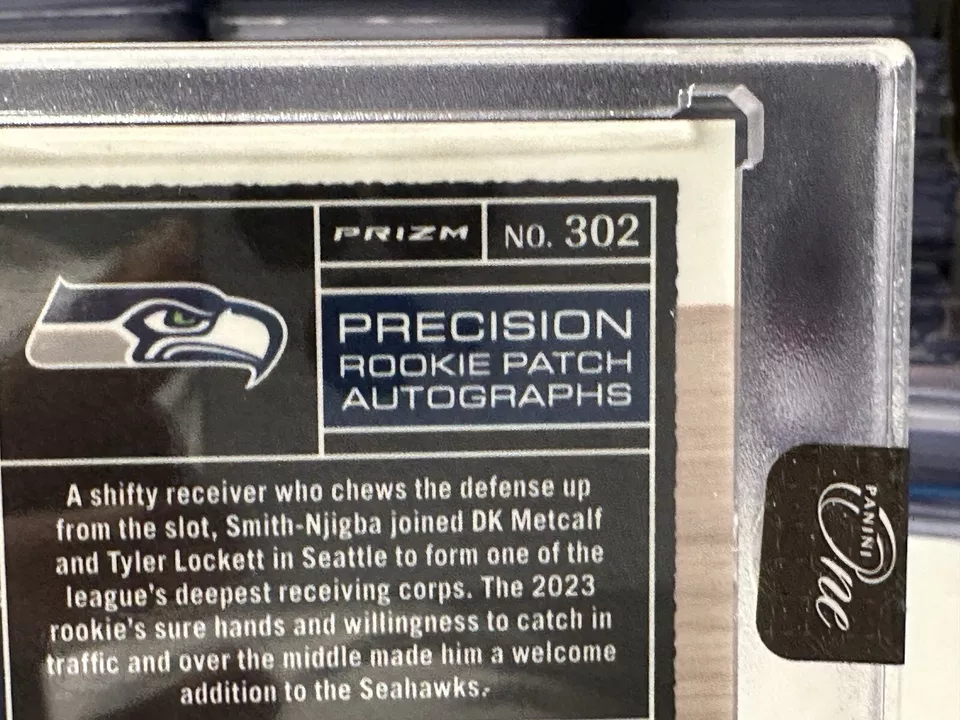 PRIZM
NO. 302
PRECISION
ROOKIE PATCH
AUTOGRAPHS
A shifty receiver who chews the defense up
from the slot, Smith-Njigba joined DK Metcalf
and Tyler Lockett in Seattle to form one of the
league's deepest receiving corps. The 2023
rookie's sure hands and willingness to catch in
traffic and over the middle made him a welcome
addition to the Seahawks.
PANINI
One